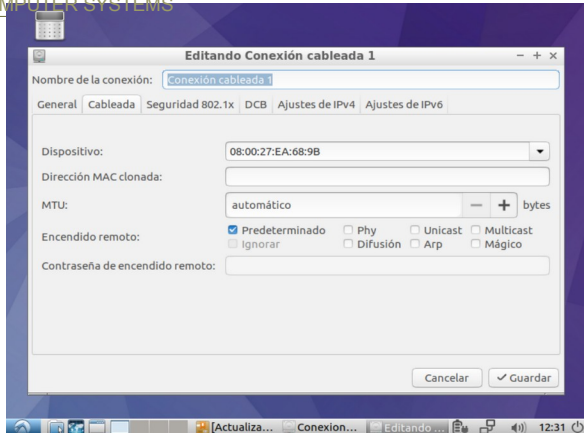 MPUTER SYSTEMS
Editando Conexión cableada 1
Nombre de la conexión: Conexión cableada 1
General Cableada Seguridad 802.1x DCB Ajustes de IPv4 Ajustes de IPv6
Dispositivo: 08:00:27:EA:68:9B
Dirección MAC clonada:
MTU: automático bytes
Encendido remoto: Predeterminado Phy Unicast Multicast
Ignorar Difusión Arp Mágico
Contraseña de encendido remoto:
Cancelar Guardar
[Actualiza... Conexion... Editando ... 12:31